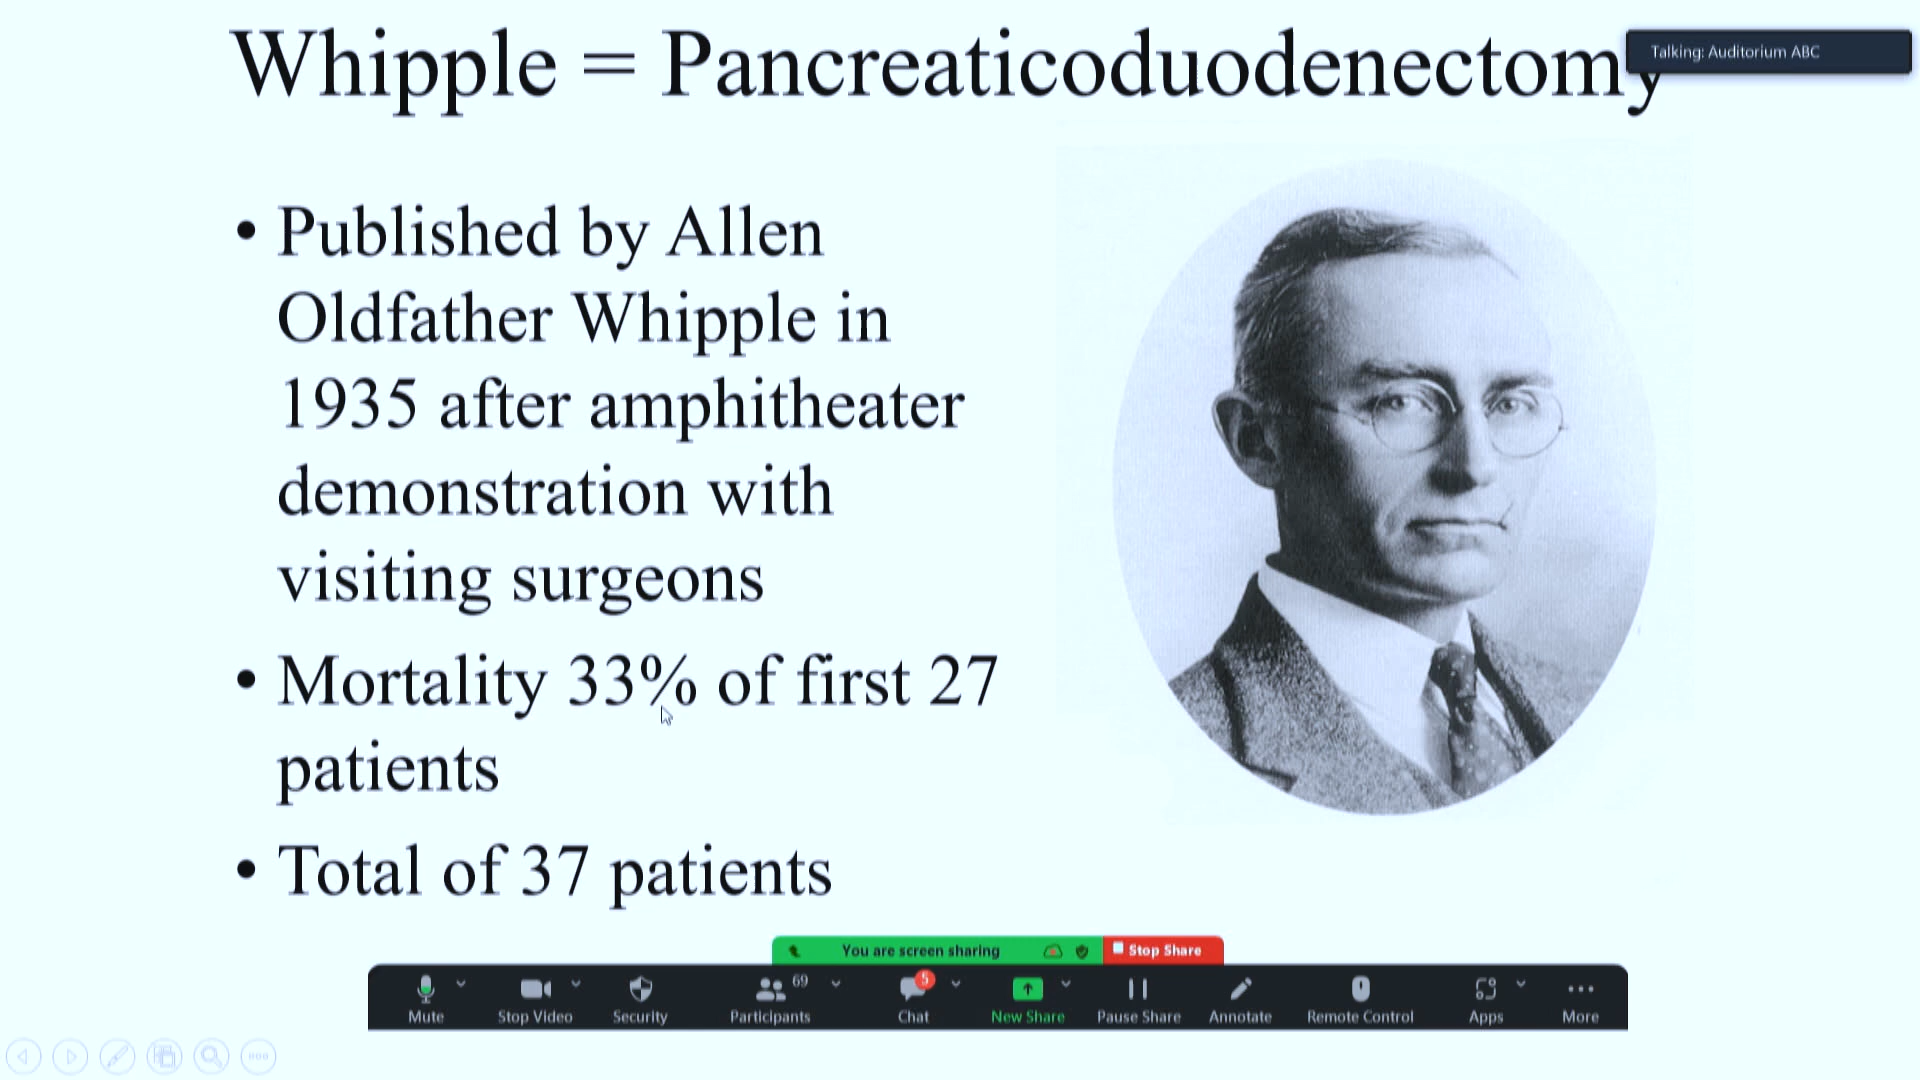 Whipple = Pancreaticoduodenectomy
Talking: Auditorium ABC
• Published by Allen
Oldfather Whipple in
1935 after amphitheater
demonstration with
visiting surgeons
• Mortality 33% of first 27
patients
• Total of 37 patients
You are screen sharing
Stop Share
Mute
Stop Video
Security
Participants 69
Chat 5
New Share
Pause Share
Annotate
Remote Control
Apps
More